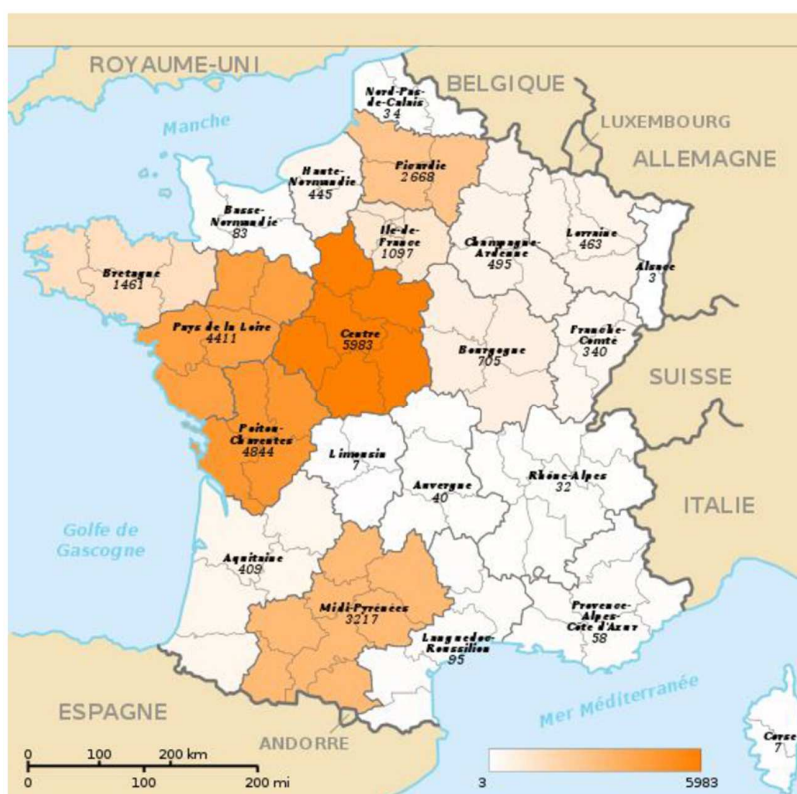 ROYAUME-UNI
BELGIQUE
LUXEMBOURG
ALLEMAGNE
Manche
Nord-Pas-
de-Calais
34
Picardie
2668
Haute-
Normandie
445
Basse-
Normandie
83
Ile-de-
France
1097
Champagne-
Ardenne
495
Lorraine
463
Alsace
3
Bretagne
1461
Pays de la Loire
4411
Centre
5983
Bourgogne
705
Franche-
Comté
340
SUISSE
Poitou-
Charentes
4844
Limousin
7
Auvergne
40
Rhône-Alpes
32
ITALIE
Golfe de
Gascogne
Aquitaine
409
Midi-Pyrénées
3217
Languedoc-
Roussillon
95
Provence-
Alpes-
Côte d'Azur
58
Mer Méditerranée
ESPAGNE
ANDORRE
Corse
7
0 100 200 km
0 100 200 mi
3 5983